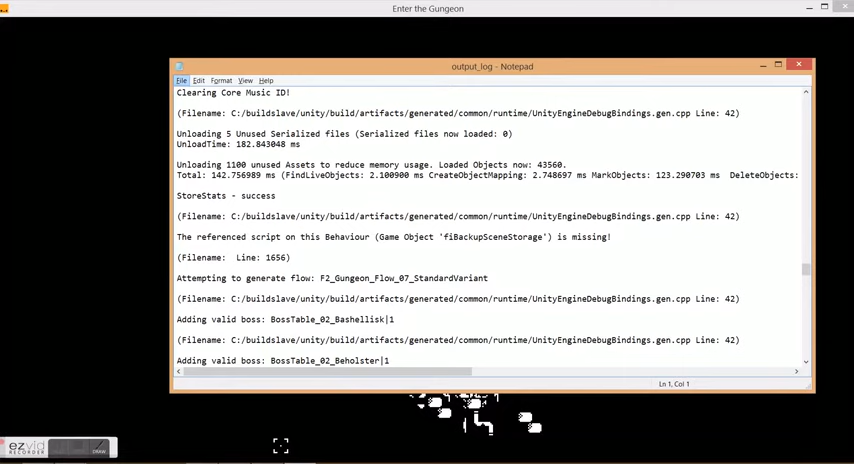 Enter the Gungeon
output_log - Notepad
File Edit Format View Help
Clearing Core Music ID!
(Filename: C:/buildslave/unity/build/artifacts/generated/common/runtime/UnityEngineDebugBindings.gen.cpp Line: 42)
Unloading 5 Unused Serialized files (Serialized files now loaded: 0)
UnloadTime: 182.843048 ms
Unloading 1100 unused Assets to reduce memory usage. Loaded Objects now: 43560.
Total: 142.756989 ms (FindLiveObjects: 2.100900 ms CreateObjectMapping: 2.748697 ms MarkObjects: 123.290703 ms  DeleteObjects:
StoreStats - success
(Filename: C:/buildslave/unity/build/artifacts/generated/common/runtime/UnityEngineDebugBindings.gen.cpp Line: 42)
The referenced script on this Behaviour (Game Object 'fiBackupSceneStorage') is missing!
(Filename:  Line: 1656)
Attempting to generate flow: F2_Gungeon_Flow_07_StandardVariant
(Filename: C:/buildslave/unity/build/artifacts/generated/common/runtime/UnityEngineDebugBindings.gen.cpp Line: 42)
Adding valid boss: BossTable_02_Bashellisk|1
(Filename: C:/buildslave/unity/build/artifacts/generated/common/runtime/UnityEngineDebugBindings.gen.cpp Line: 42)
Adding valid boss: BossTable_02_Beholster|1
Ln 1, Col 1
ezvid
RECORDER
DRAW